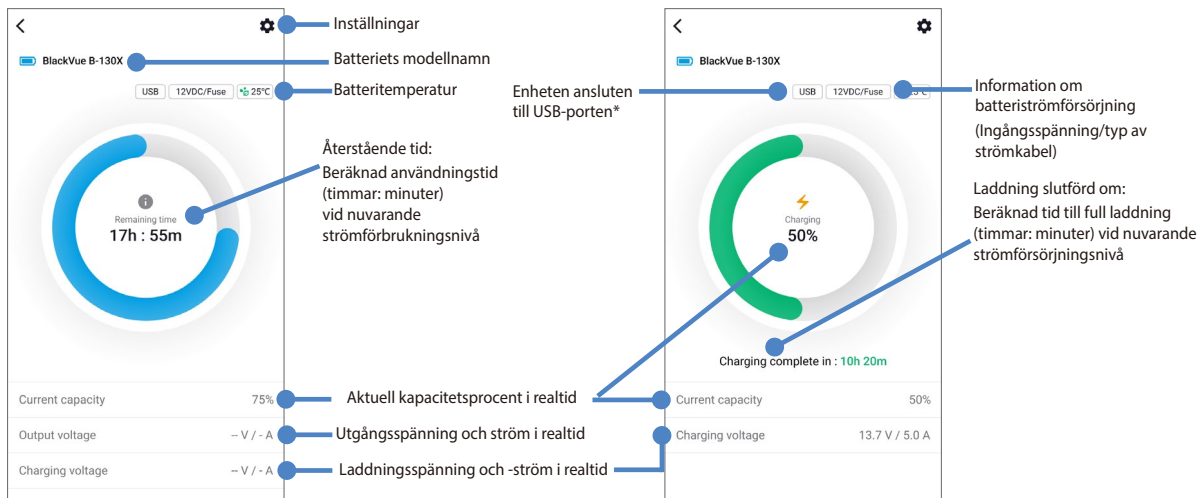 Inställningar
BlackVue B-130X
Batteriets modellnamn
USB
12VDC/Fuse
25°C
Batteritemperatur
Återstående tid:
Beräknad användningstid
(timmar: minuter)
vid nuvarande
strömförbrukningsnivå
Remaining time
17h : 55m
Current capacity
75%
Aktuell kapacitetsprocent i realtid
Output voltage
-- V / - A
Utgångsspänning och ström i realtid
Charging voltage
-- V / - A
Laddningsspänning och -ström i realtid
BlackVue B-130X
Enheten ansluten
till USB-porten*
USB
12VDC/Fuse
Information om
batteriströmförsörjning
(Ingångsspänning/typ av
strömkabel)
Charging
50%
Laddning slutförd om:
Beräknad tid till full laddning
(timmar: minuter) vid nuvarande
strömförsörjningsnivå
Charging complete in : 10h 20m
Current capacity
50%
Charging voltage
13.7 V / 5.0 A